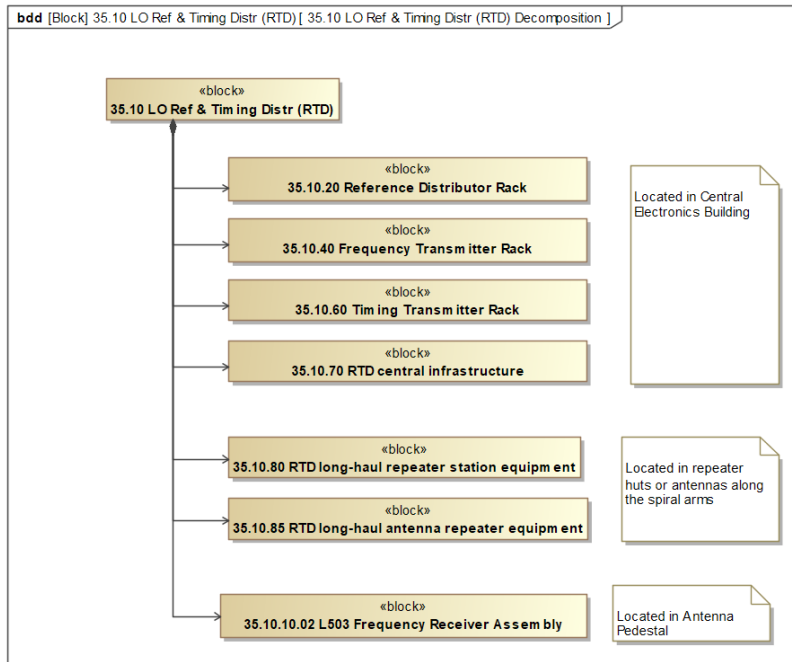 bdd [Block] 35.10 LO Ref & Timing Distr (RTD) [ 35.10 LO Ref & Timing Distr (RTD) Decomposition ]
«block»
35.10 LO Ref & Timing Distr (RTD)
«block»
35.10.20 Reference Distributor Rack
«block»
35.10.40 Frequency Transmitter Rack
«block»
35.10.60 Timing Transmitter Rack
«block»
35.10.70 RTD central infrastructure
Located in Central
Electronics Building
«block»
35.10.80 RTD long-haul repeater station equipment
«block»
35.10.85 RTD long-haul antenna repeater equipment
Located in repeater
huts or antennas along
the spiral arms
«block»
35.10.10.02 L503 Frequency Receiver Assembly
Located in Antenna
Pedestal